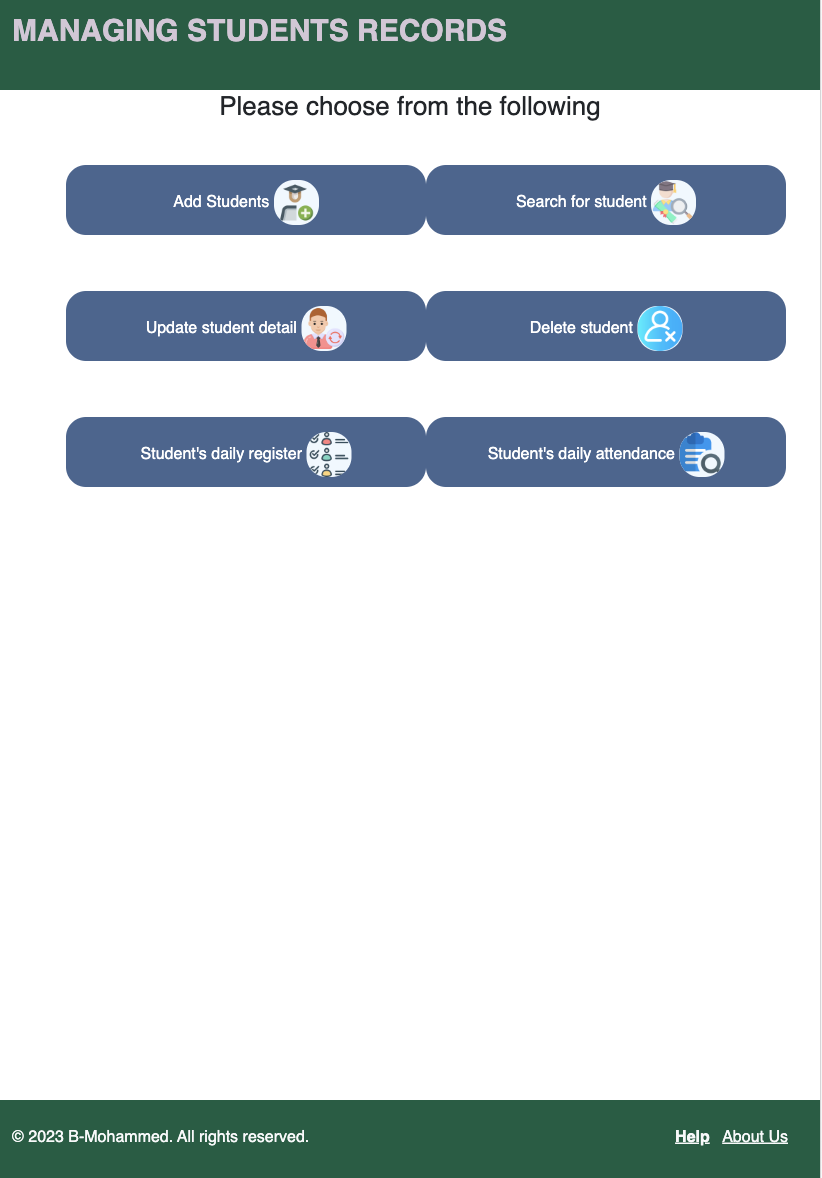 MANAGING STUDENTS RECORDS
Please choose from the following
Add Students
Search for student
Update student detail
Delete student
Student's daily register
Student's daily attendance
© 2023 B-Mohammed. All rights reserved.
Help About Us